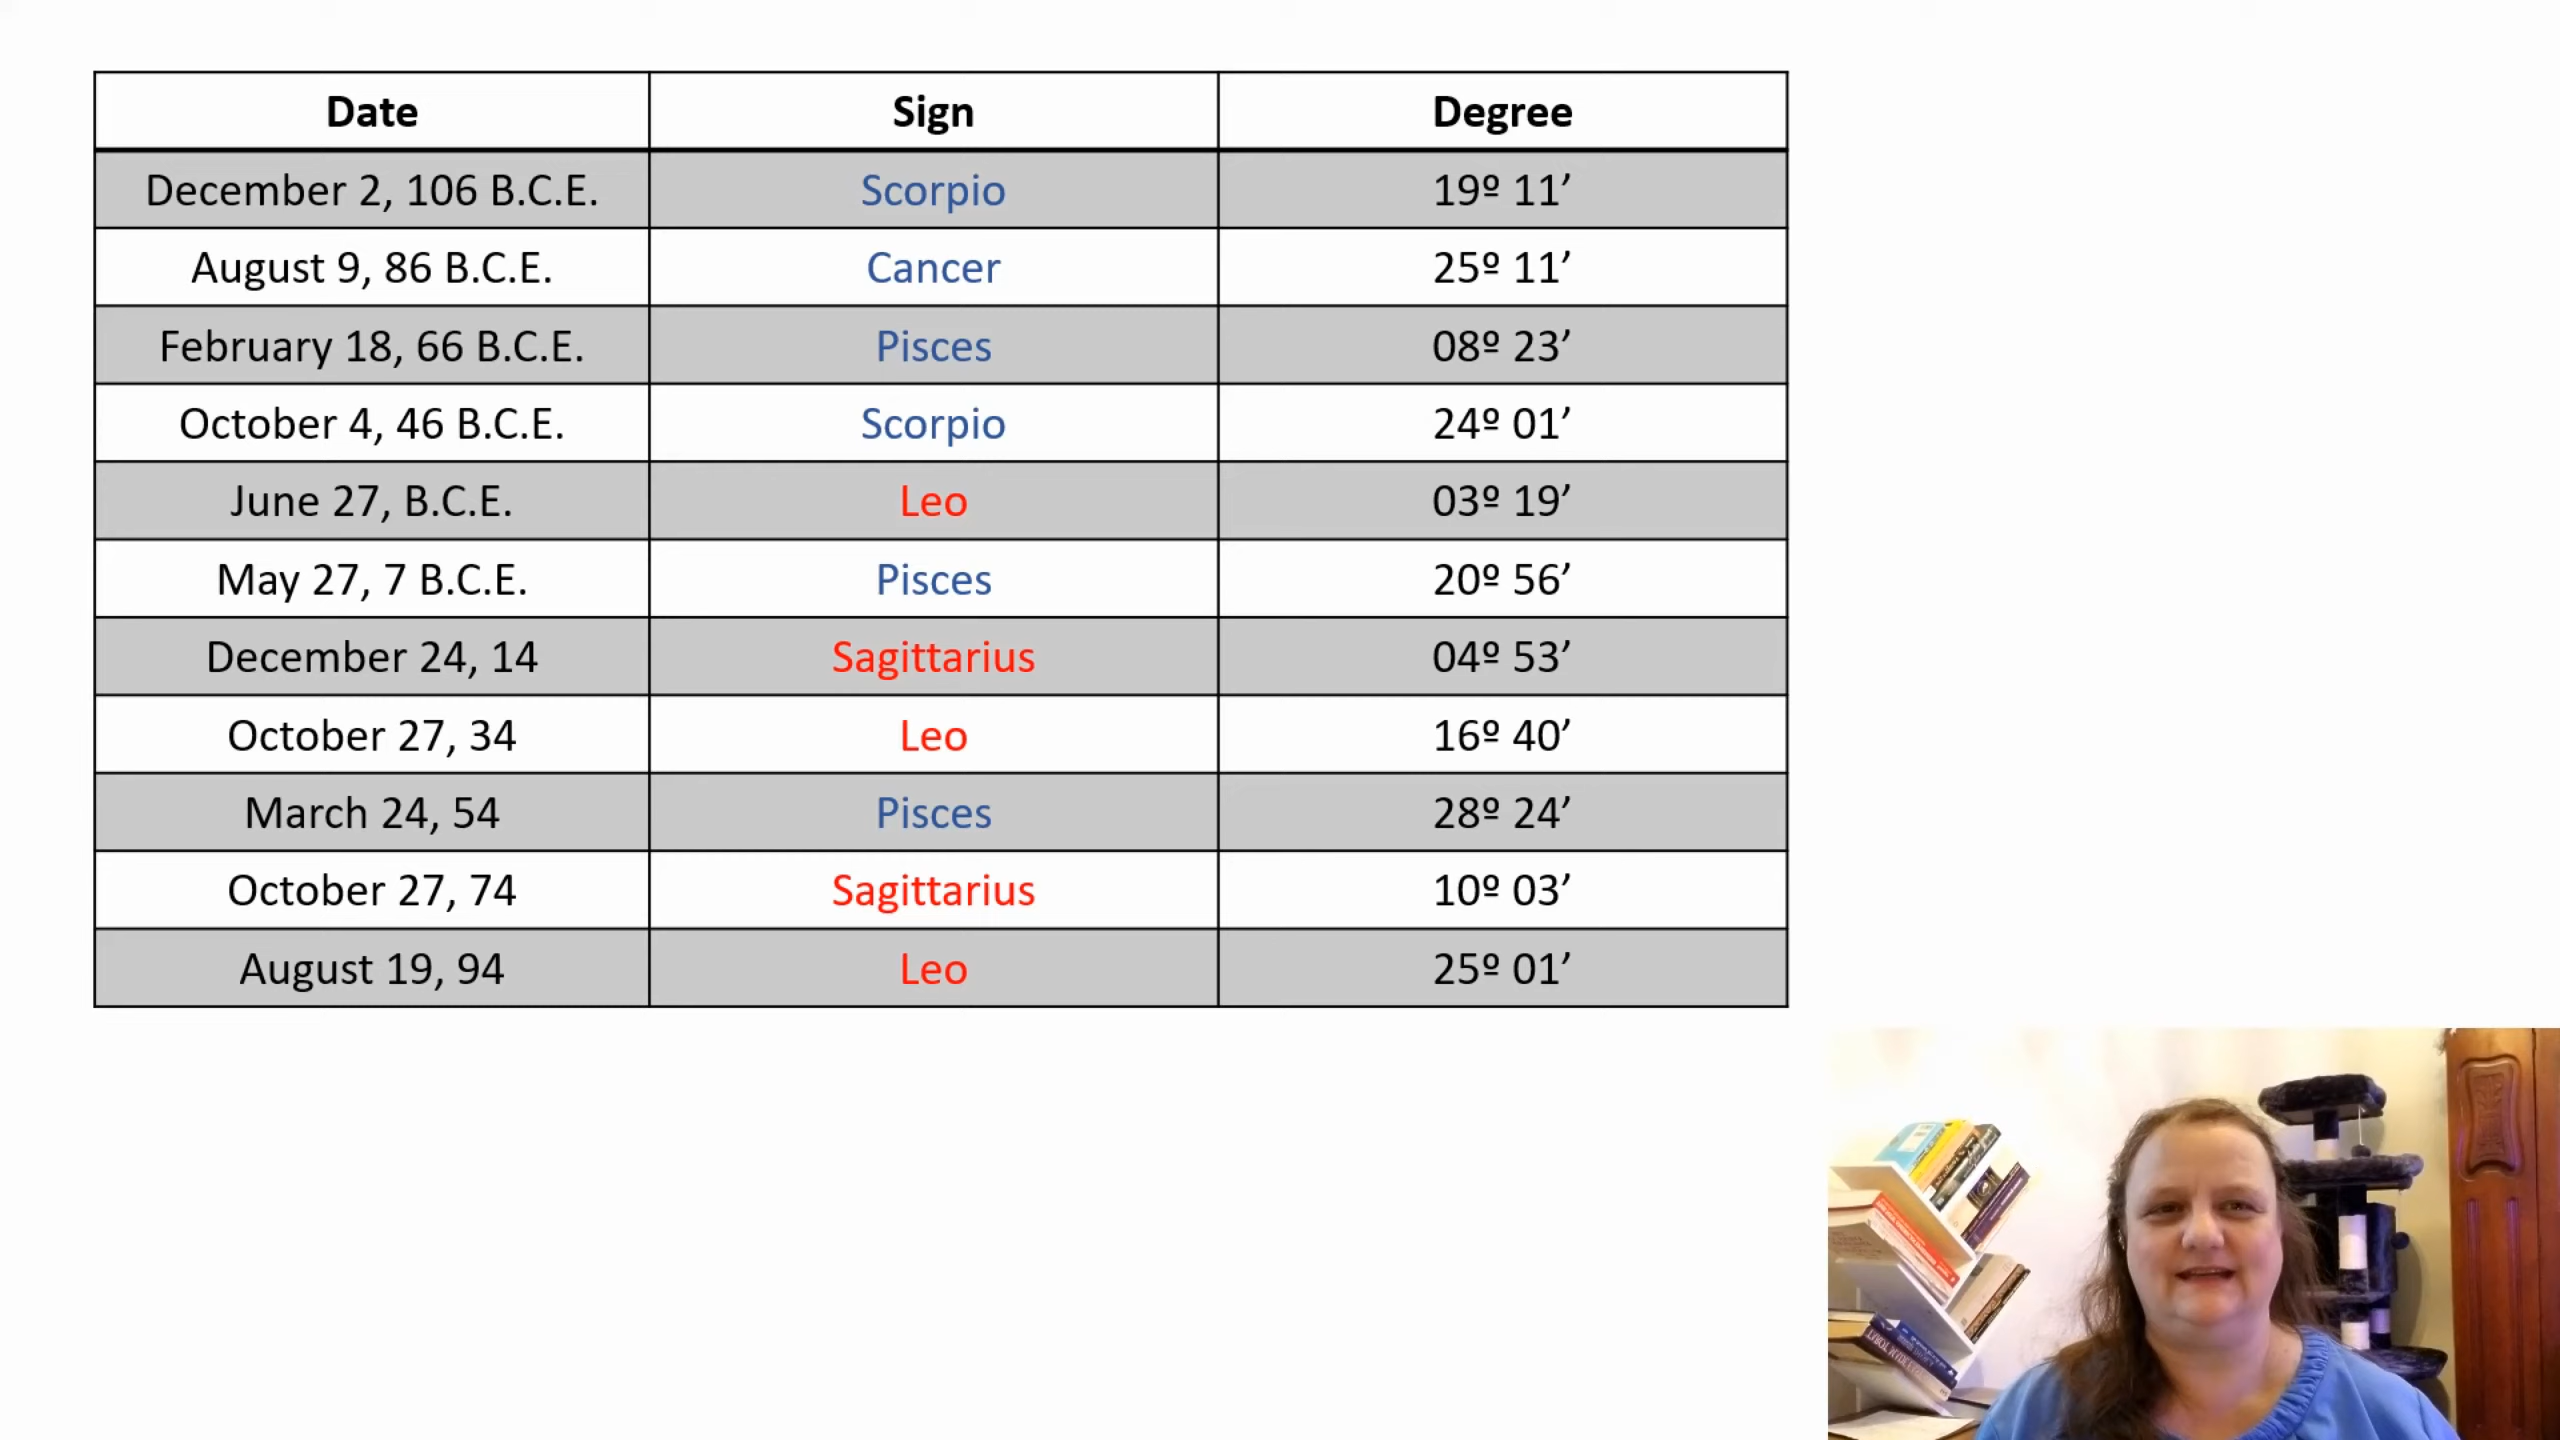 Date Sign Degree
December 2, 106 B.C.E. Scorpio 19º 11’
August 9, 86 B.C.E. Cancer 25º 11’
February 18, 66 B.C.E. Pisces 08º 23’
October 4, 46 B.C.E. Scorpio 24º 01’
June 27, B.C.E. Leo 03º 19’
May 27, 7 B.C.E. Pisces 20º 56’
December 24, 14 Sagittarius 04º 53’
October 27, 34 Leo 16º 40’
March 24, 54 Pisces 28º 24’
October 27, 74 Sagittarius 10º 03’
August 19, 94 Leo 25º 01’